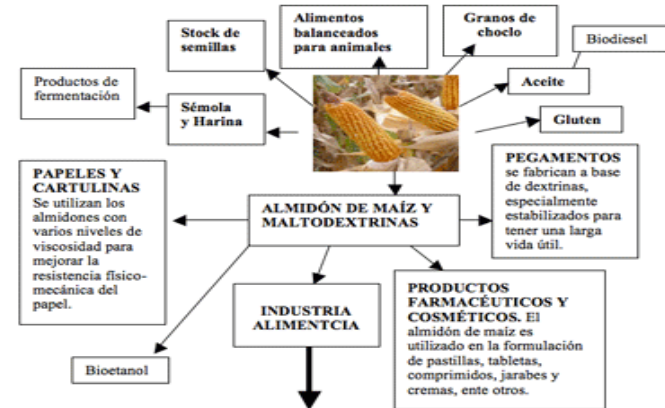 Stock de
semillas
Alimentos
balanceados
para animales
Granos de
choclo
Biodiesel
Productos de
fermentación
Sémola
y Harina
Aceite
Gluten
PAPELES Y
CARTULINAS
Se utilizan los
almidones con
varios niveles de
viscosidad para
mejorar la
resistencia físico-
mecánica del
papel.
ALMIDÓN DE MAÍZ Y
MALTODEXTRINAS
PEGAMENTOS
se fabrican a base
de dextrinas,
especialmente
estabilizados para
tener una larga
vida útil.
Bioetanol
INDUSTRIA
ALIMENTCIA
PRODUCTOS
FARMACÉUTICOS Y
COSMÉTICOS. El
almidón de maíz es
utilizado en la formulación
de pastillas, tabletas,
comprimidos, jarabes y
cremas, ente otros.